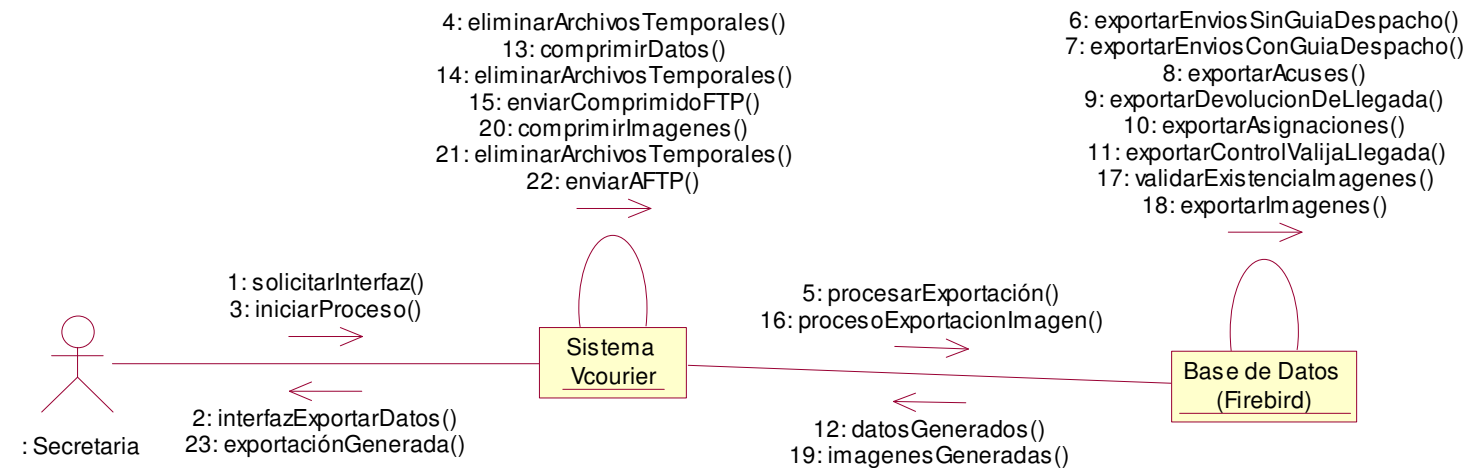 4: eliminarArchivosTemporales()
13: comprimirDatos()
14: eliminarArchivosTemporales()
15: enviarComprimidoFTP()
20: comprimirImagenes()
21: eliminarArchivosTemporales()
22: enviarAFTP()
6: exportarEnviosSinGuiaDespacho()
7: exportarEnviosConGuiaDespacho()
8: exportarAcuses()
9: exportarDevolucionDeLlegada()
10: exportarAsignaciones()
11: exportarControlValijaLlegada()
17: validarExistenciaImagenes()
18: exportarImagenes()
1: solicitarInterfaz()
3: iniciarProceso()
5: procesarExportación()
16: procesoExportacionImagen()
Sistema
Vcourier
Base de Datos
(Firebird)
2: interfazExportarDatos()
23: exportaciónGenerada()
12: datosGenerados()
19: imagenesGeneradas()
: Secretaria